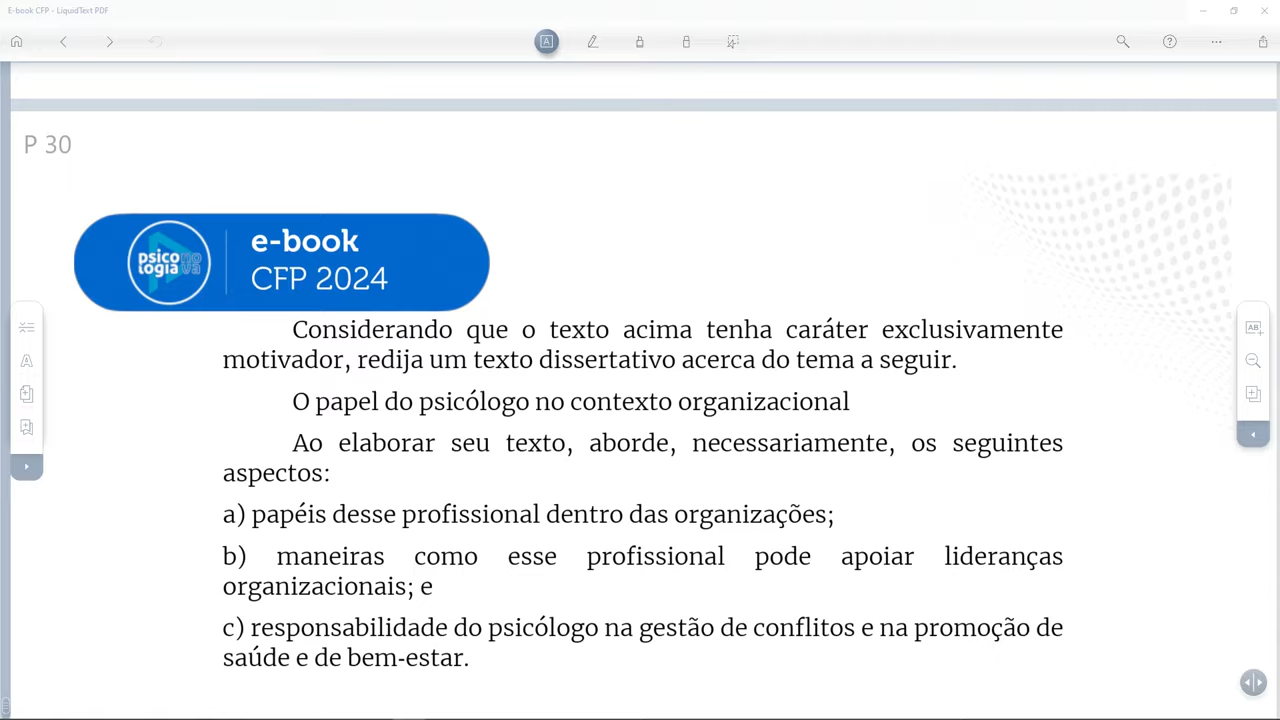 E-book CFP - LiquidText PDF
P 30
psico no
logia va
e-book
CFP 2024
Considerando que o texto acima tenha caráter exclusivamente
motivador, redija um texto dissertativo acerca do tema a seguir.
O papel do psicólogo no contexto organizacional
Ao elaborar seu texto, aborde, necessariamente, os seguintes
aspectos:
a) papéis desse profissional dentro das organizações;
b) maneiras como esse profissional pode apoiar lideranças
organizacionais; e
c) responsabilidade do psicólogo na gestão de conflitos e na promoção de
saúde e de bem-estar.